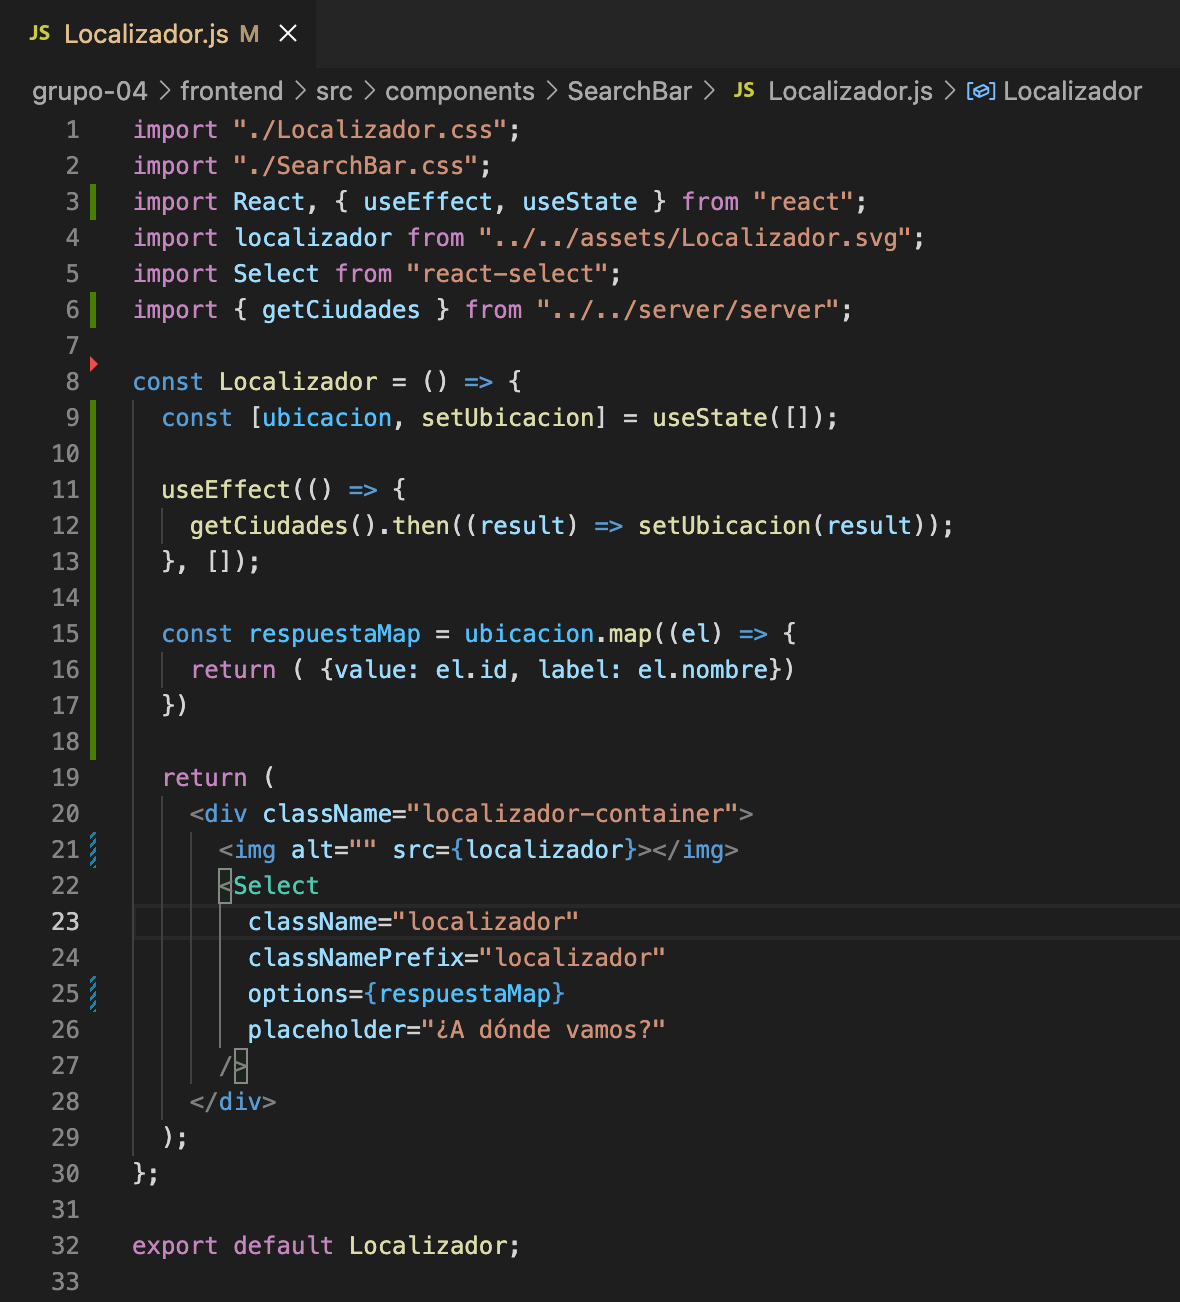 JS Localizador.js M ×
grupo-04 > frontend > src > components > SearchBar > JS Localizador.js > Localizador
1 import "./Localizador.css";
2 import "./SearchBar.css";
3 import React, { useEffect, useState } from "react";
4 import localizador from "../../assets/Localizador.svg";
5 import Select from "react-select";
6 import { getCiudades } from "../../server/server";
7
8 const Localizador = () => {
9   const [ubicacion, setUbicacion] = useState([]);
10
11   useEffect(() => {
12     getCiudades().then((result) => setUbicacion(result));
13   }, []);
14
15   const respuestaMap = ubicacion.map((el) => {
16     return ( {value: el.id, label: el.nombre})
17   })
18
19   return (
20     <div className="localizador-container">
21       <img alt="" src={localizador}></img>
22       <Select
23         className="localizador"
24         classNamePrefix="localizador"
25         options={respuestaMap}
26         placeholder="¿A dónde vamos?"
27       />
28     </div>
29   );
30 };
31
32 export default Localizador;
33